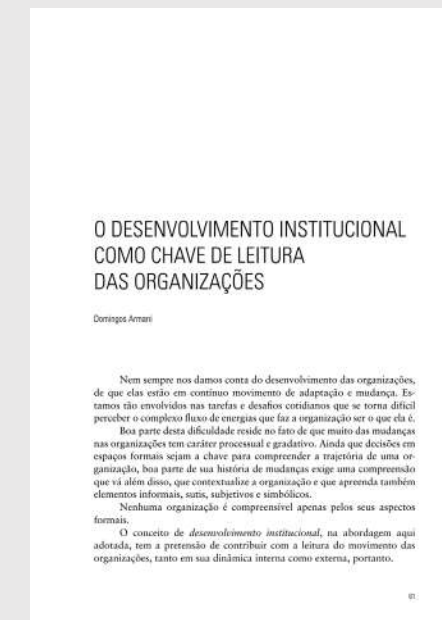 O DESENVOLVIMENTO INSTITUCIONAL
COMO CHAVE DE LEITURA
DAS ORGANIZAÇÕES
Domingos Armani
Nem sempre nos damos conta do desenvolvimento das organizações,
de que elas estão em contínuo movimento de adaptação e mudança. Es-
tamos tão envolvidos nas tarefas e desafios cotidianos que se torna difícil
perceber o complexo fluxo de energias que faz a organização ser o que ela é.
Boa parte desta dificuldade reside no fato de que muito das mudanças
nas organizações tem caráter processual e gradativo. Ainda que decisões em
espaços formais sejam a chave para compreender a trajetória de uma or-
ganização, boa parte de sua história de mudanças exige uma compreensão
que vá além disso, que contextualize a organização e que apreenda também
elementos informais, sutis, subjetivos e simbólicos.
Nenhuma organização é compreensível apenas pelos seus aspectos
formais.
O conceito de desenvolvimento institucional, na abordagem aqui
adotada, tem a pretensão de contribuir com a leitura do movimento das
organizações, tanto em sua dinâmica interna como externa, portanto.